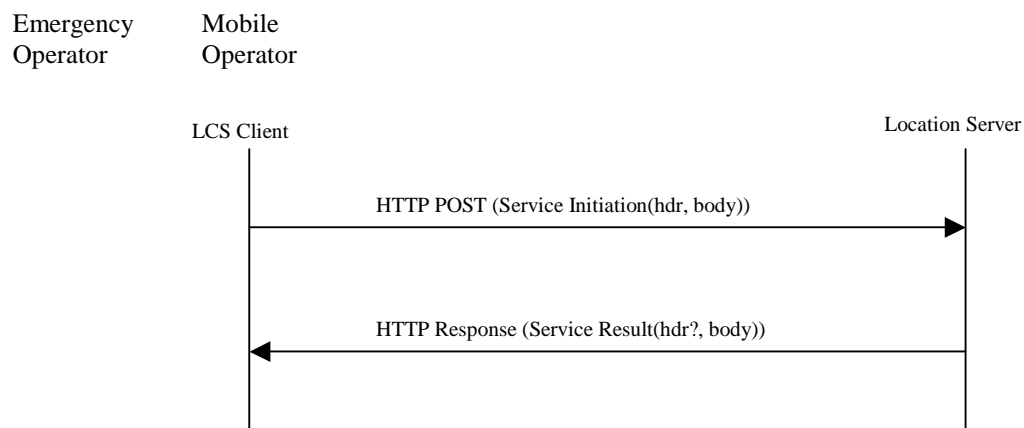 Emergency Operator
Mobile Operator
LCS Client
Location Server
HTTP POST (Service Initiation(hdr, body))
HTTP Response (Service Result(hdr?, body))